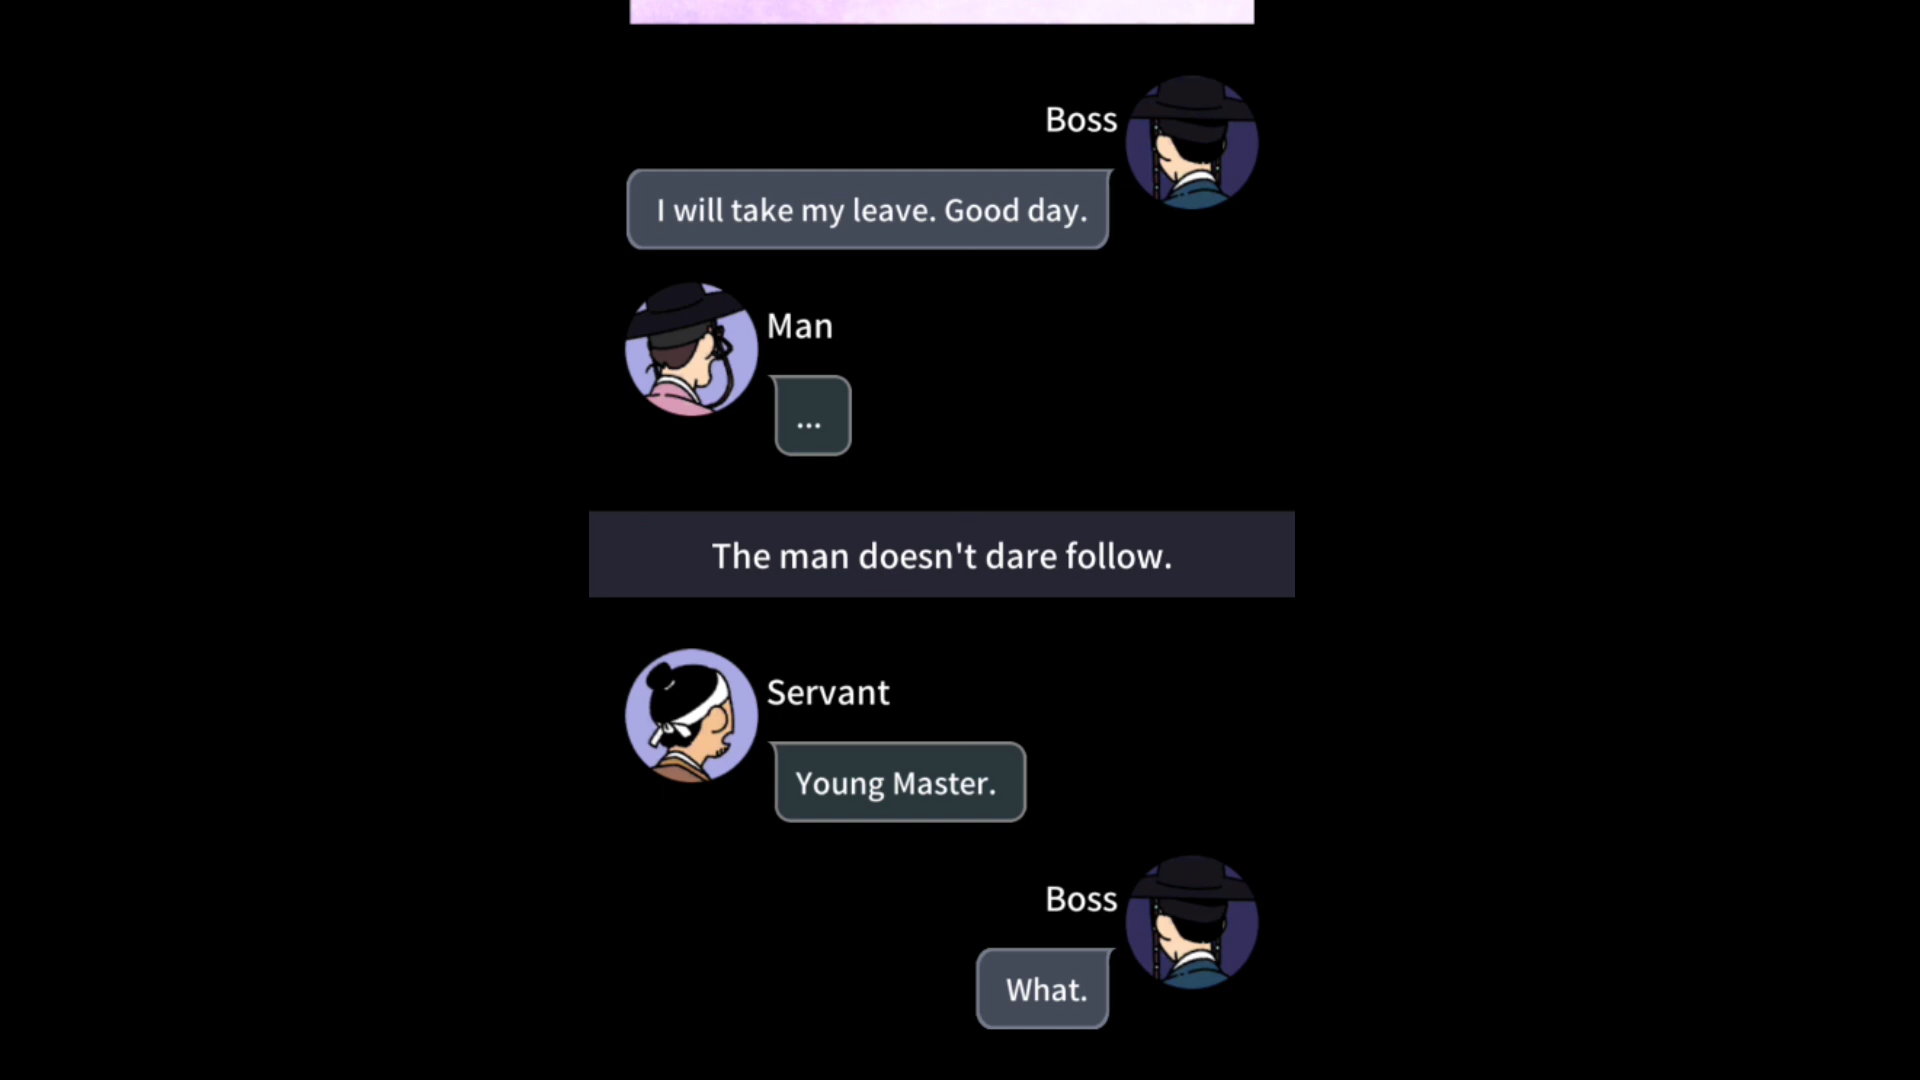 Boss
I will take my leave. Good day.
Man
...
The man doesn't dare follow.
Servant
Young Master.
Boss
What.